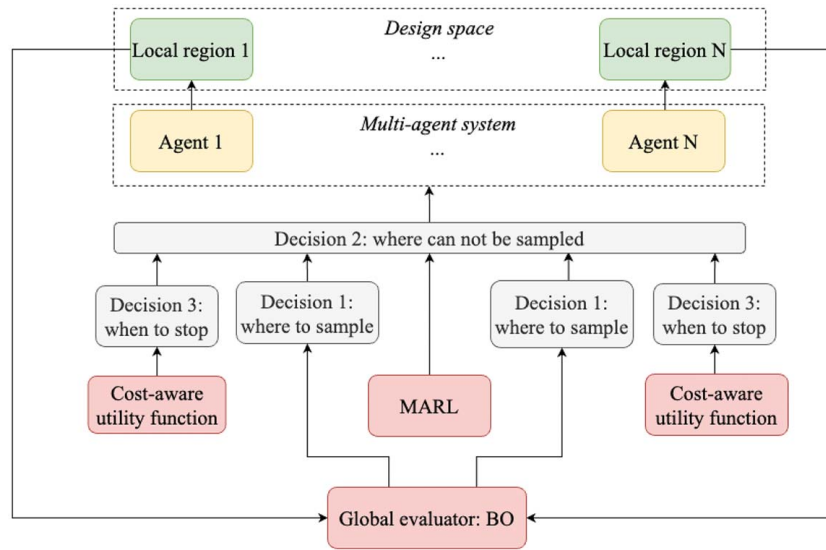 Design space
Local region 1
...
Local region N
Multi-agent system
Agent 1
...
Agent N
Decision 2: where can not be sampled
Decision 3:
when to stop
Decision 1:
where to sample
Decision 1:
where to sample
Decision 3:
when to stop
Cost-aware
utility function
MARL
Cost-aware
utility function
Global evaluator: BO